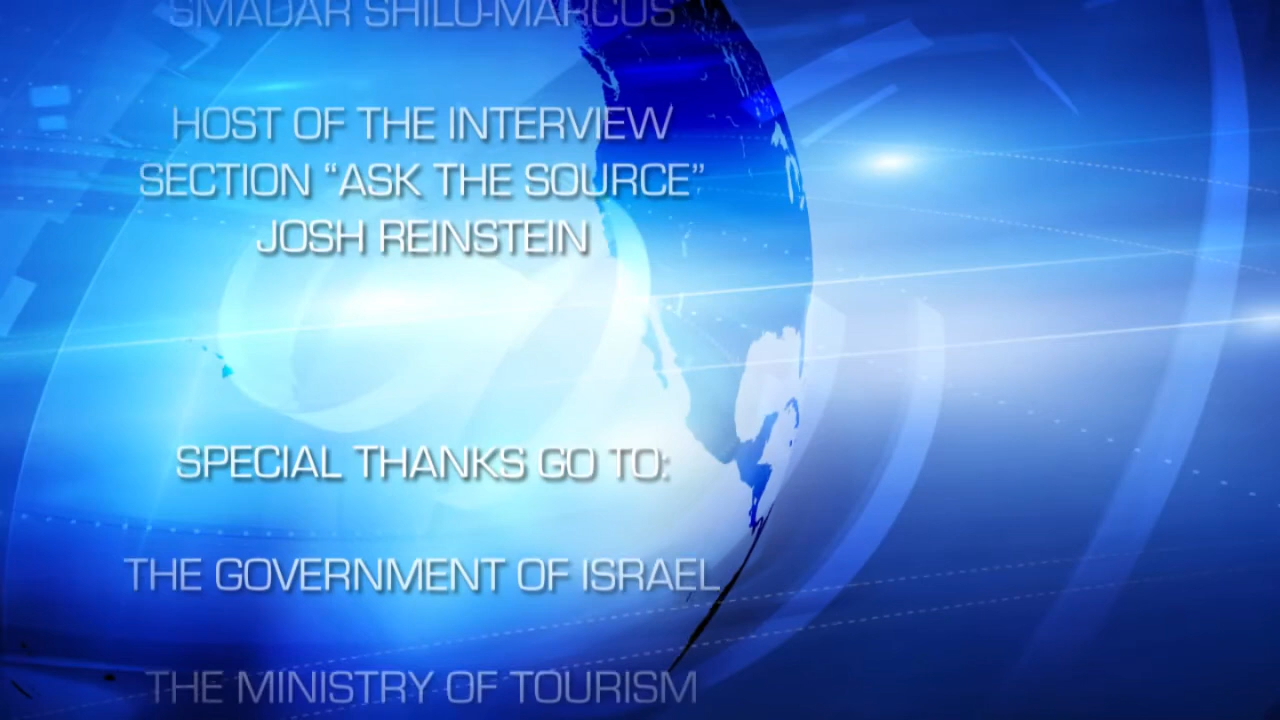 SMADAR SHILO-MARCUS
HOST OF THE INTERVIEW
SECTION “ASK THE SOURCE”
JOSH REINSTEIN
SPECIAL THANKS GO TO:
THE GOVERNMENT OF ISRAEL
THE MINISTRY OF TOURISM